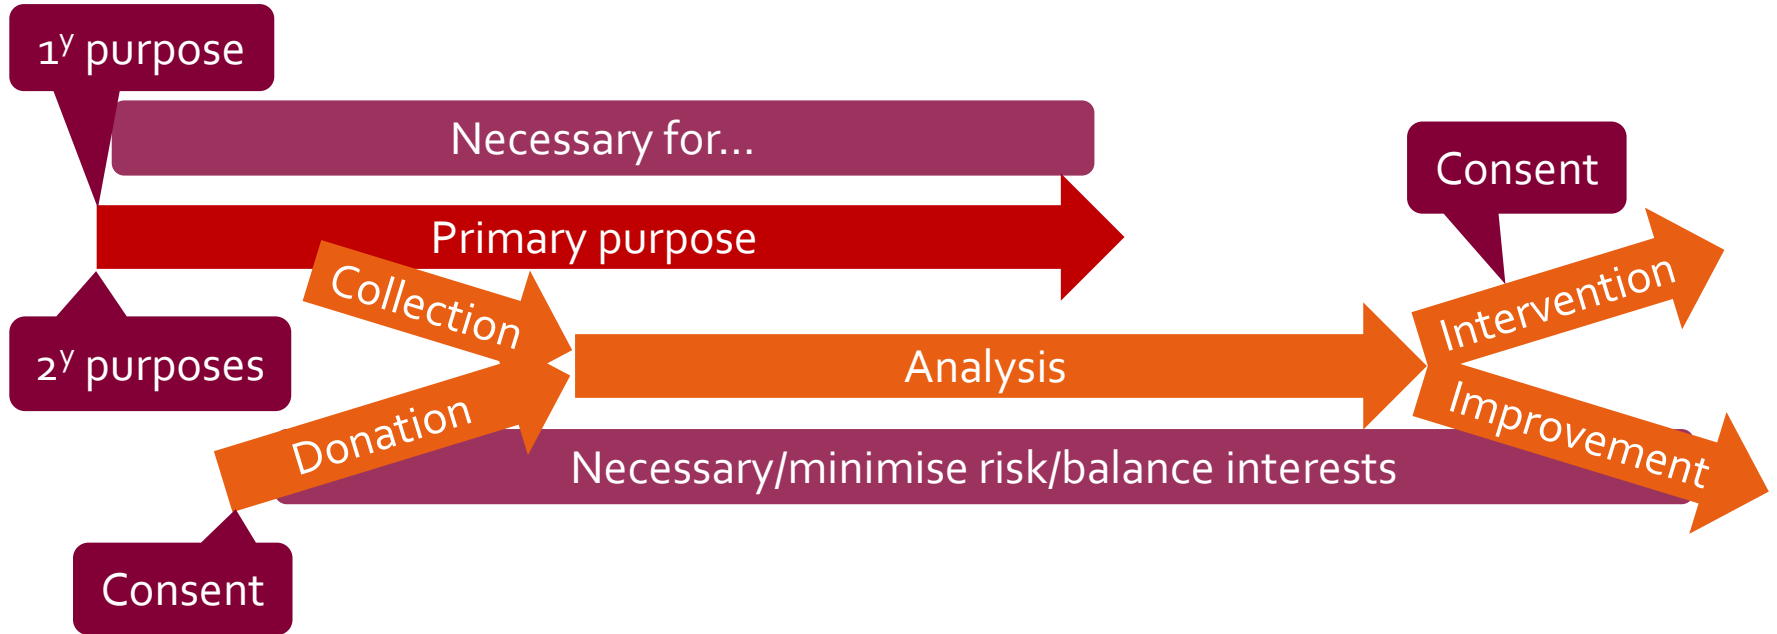 1ʸ purpose
Necessary for...
Consent
Primary purpose
Collection
Intervention
2ʸ purposes
Analysis
Donation
Improvement
Necessary/minimise risk/balance interests
Consent